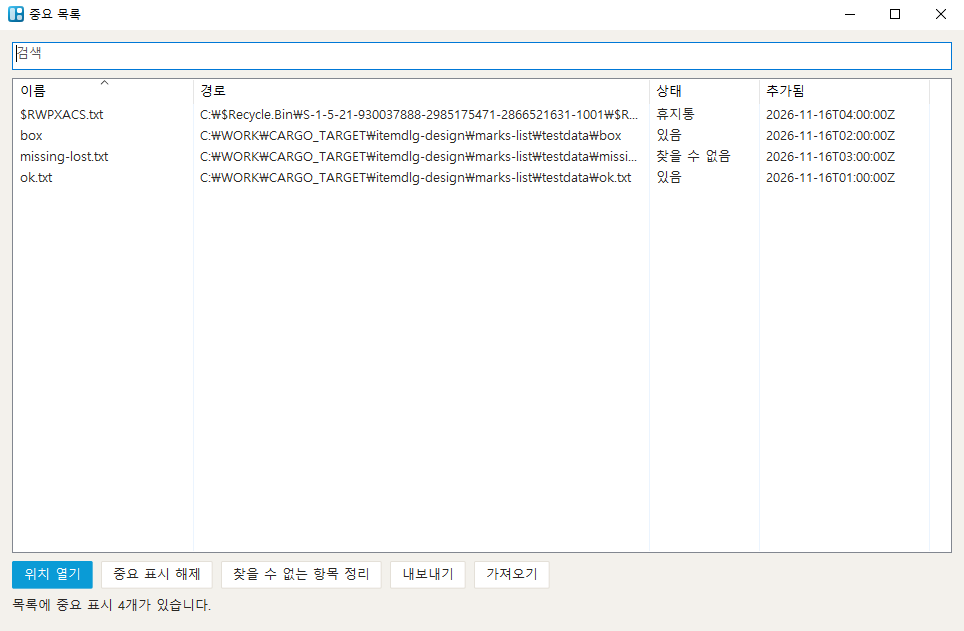 중요 목록
검색
이름 경로 상태 추가됨
$RWPXACS.txt C:₩$Recycle.Bin₩S-1-5-21-930037888-2985175471-2866521631-1001₩$R... 휴지통 2026-11-16T04:00:00Z
box C:₩WORK₩CARGO_TARGET₩itemdlg-design₩marks-list₩testdata₩box 있음 2026-11-16T02:00:00Z
missing-lost.txt C:₩WORK₩CARGO_TARGET₩itemdlg-design₩marks-list₩testdata₩missi... 찾을 수 없음 2026-11-16T03:00:00Z
ok.txt C:₩WORK₩CARGO_TARGET₩itemdlg-design₩marks-list₩testdata₩ok.txt 있음 2026-11-16T01:00:00Z
위치 열기 중요 표시 해제 찾을 수 없는 항목 정리 내보내기 가져오기
목록에 중요 표시 4개가 있습니다.